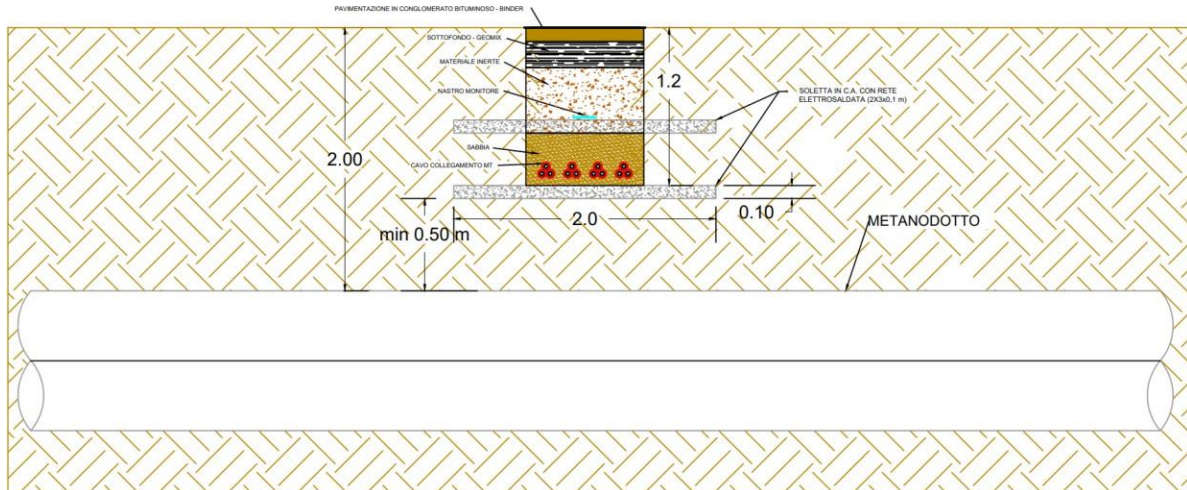 PAVIMENTAZIONE IN CONGLOMERATO BITUMINOSO - BINDER
SOTTOFONDO - GEOMIX
MATERIALE INERTE
NASTRO MONITORE
1.2
SOLETTA IN C.A. CON RETE
ELETTROSALDATA (2X3x0,1 m)
2.00
SABBIA
CAVO COLLEGAMENTO MT
2.0
0.10
min 0.50 m
METANODOTTO